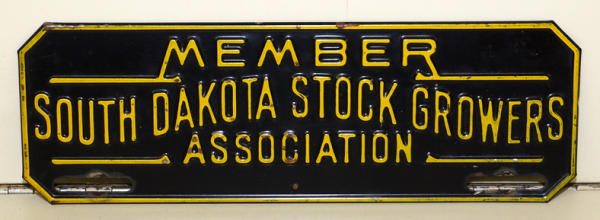 MEMBER
SOUTH DAKOTA STOCK GROWERS
ASSOCIATION